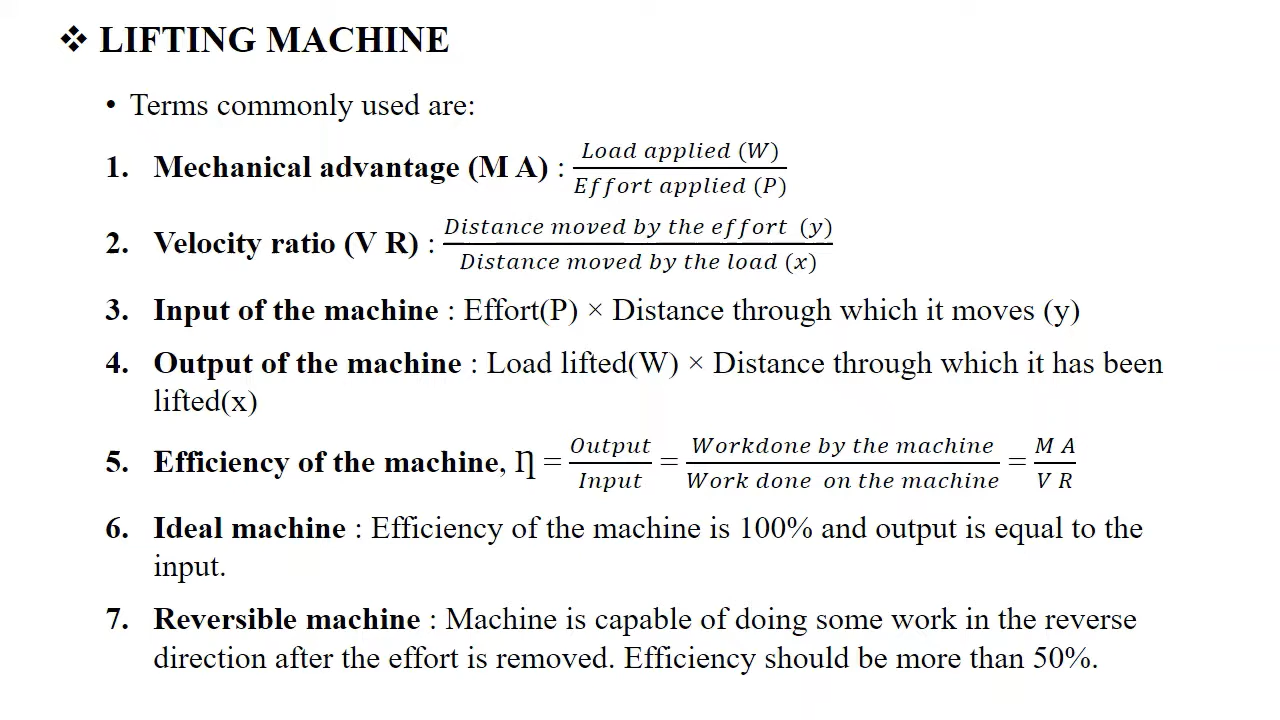 ❖ LIFTING MACHINE
• Terms commonly used are:
1. Mechanical advantage (M A) : Load applied (W) / Effort applied (P)
2. Velocity ratio (V R) : Distance moved by the effort (y) / Distance moved by the load (x)
3. Input of the machine : Effort(P) × Distance through which it moves (y)
4. Output of the machine : Load lifted(W) × Distance through which it has been
lifted(x)
5. Efficiency of the machine, Ƞ = Output / Input = Workdone by the machine / Work done on the machine = M A / V R
6. Ideal machine : Efficiency of the machine is 100% and output is equal to the
input.
7. Reversible machine : Machine is capable of doing some work in the reverse
direction after the effort is removed. Efficiency should be more than 50%.